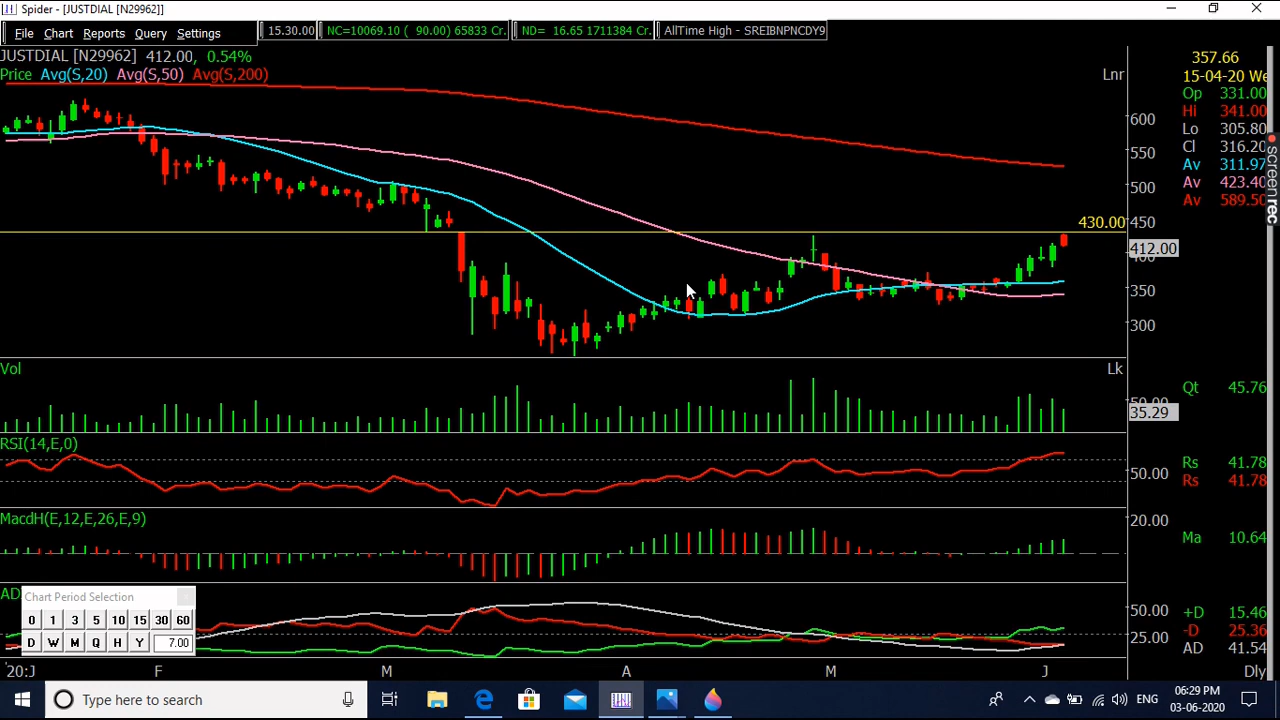 Spider - [JUSTDIAL [N29962]]
File Chart Reports Query Settings
15.30.00 NC=10069.10 ( 90.00) 65833 Cr. ND= 16.65 1711384 Cr. AllTime High - SREIBNPNCDY9
JUSTDIAL [N29962] 412.00, 0.54%
Price Avg(S,20) Avg(S,50) Avg(S,200)
Lnr
600
550
500
450
430.00
412.00
350
300
357.66
15-04-20 We
Op 331.00
Hi 341.00
Lo 305.80
Cl 316.20
Av 311.97
Av 423.40
Av 589.50
screenrec
Vol
Lk
35.29
Qt 45.76
RSI(14,E,0)
50.00
Rs 41.78
Rs 41.78
MacdH(E,12,E,26,E,9)
20.00
Ma 10.64
AD
50.00
25.00
+D 15.46
-D 25.36
AD 41.54
Chart Period Selection
0 1 3 5 10 15 30 60
D W M Q H Y 7.00
'20:J F M A M J Dly
Type here to search
ENG
06:29 PM
03-06-2020